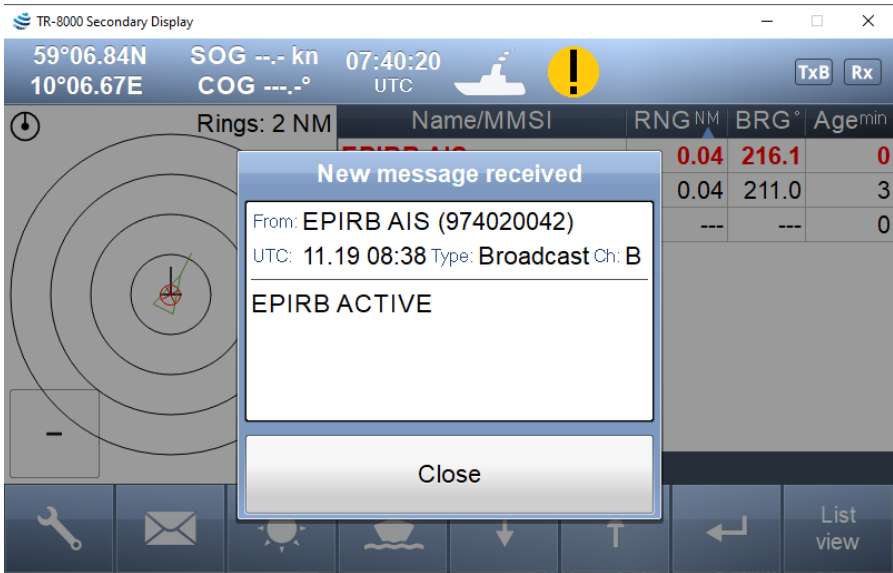 TR-8000 Secondary Display
59°06.84N SOG --.- kn 07:40:20
10°06.67E COG ---.-° UTC
! TxB Rx
Rings: 2 NM Name/MMSI RNG NM BRG° Age min
EPIRB AIS 0.04 216.1 0
0.04 211.0 3
--- --- 0
New message received
From: EPIRB AIS (974020042)
UTC: 11.19 08:38 Type: Broadcast Ch: B
EPIRB ACTIVE
Close
List
view